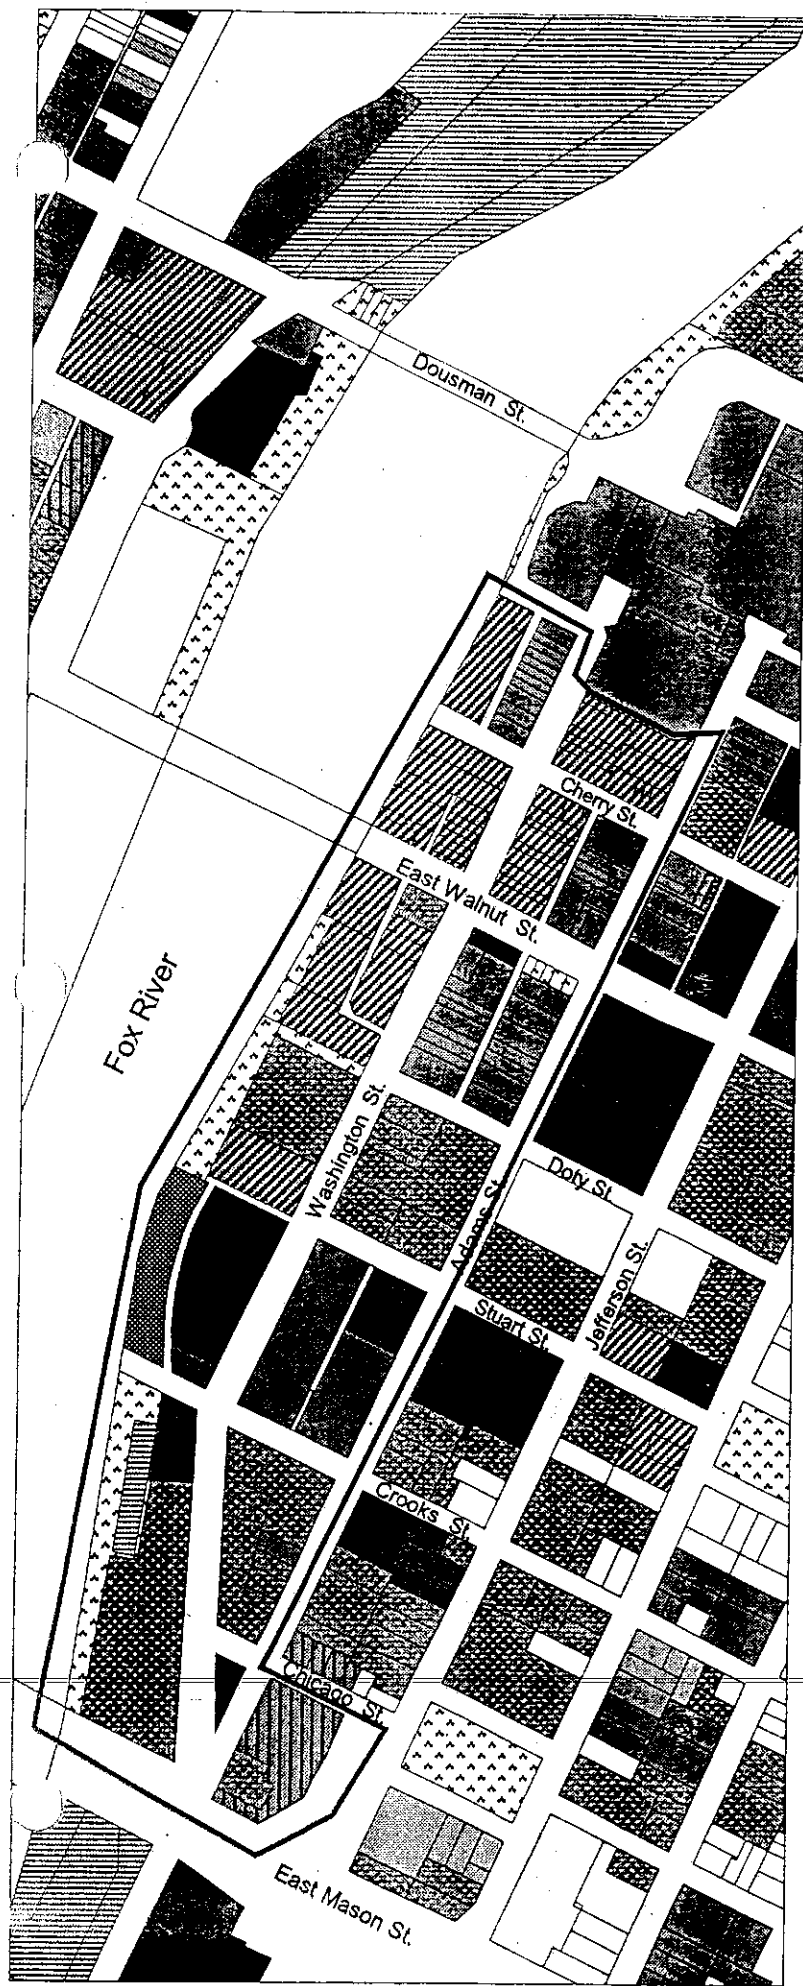 Dousman St.
Cherry St.
East Walnut St.
Fox River
Washington St.
Adams St.
Doty St.
Jefferson St.
Stuart St.
Crooks St.
Chicago St.
East Mason St.